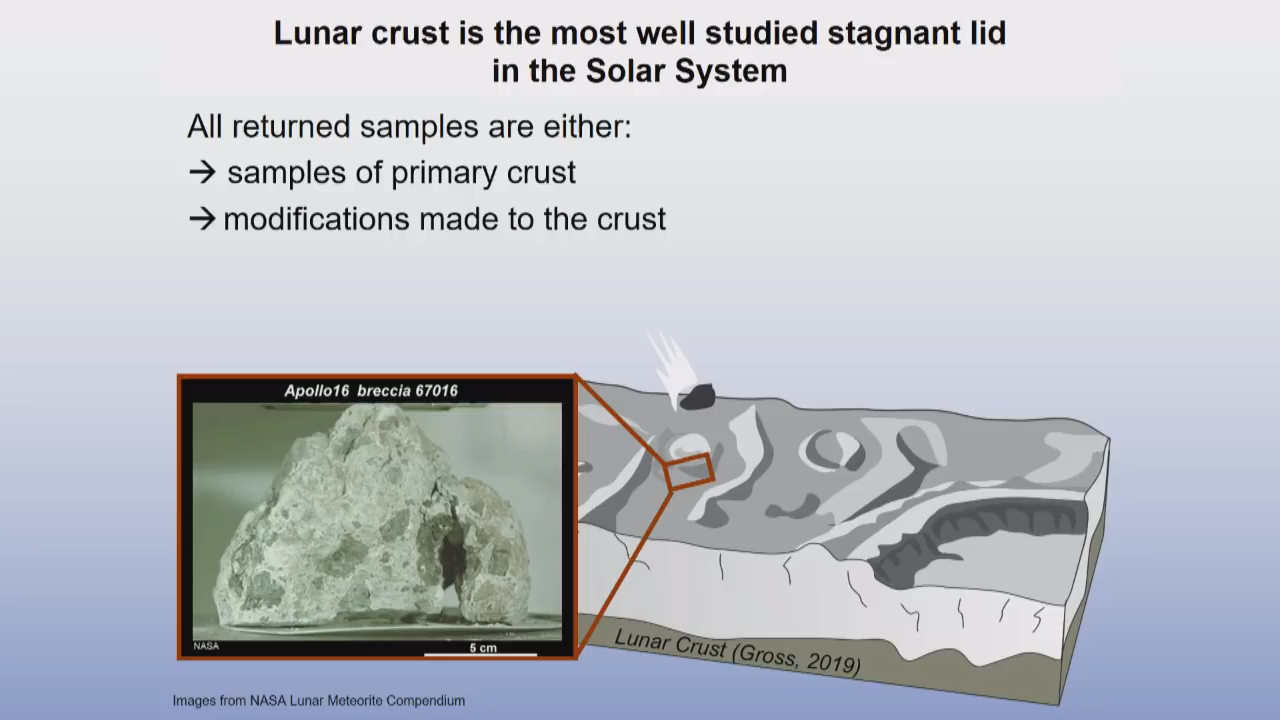 Lunar crust is the most well studied stagnant lid
in the Solar System
All returned samples are either:
→ samples of primary crust
→ modifications made to the crust
Apollo16 breccia 67016
NASA
5 cm
Lunar Crust (Gross, 2019)
Images from NASA Lunar Meteorite Compendium